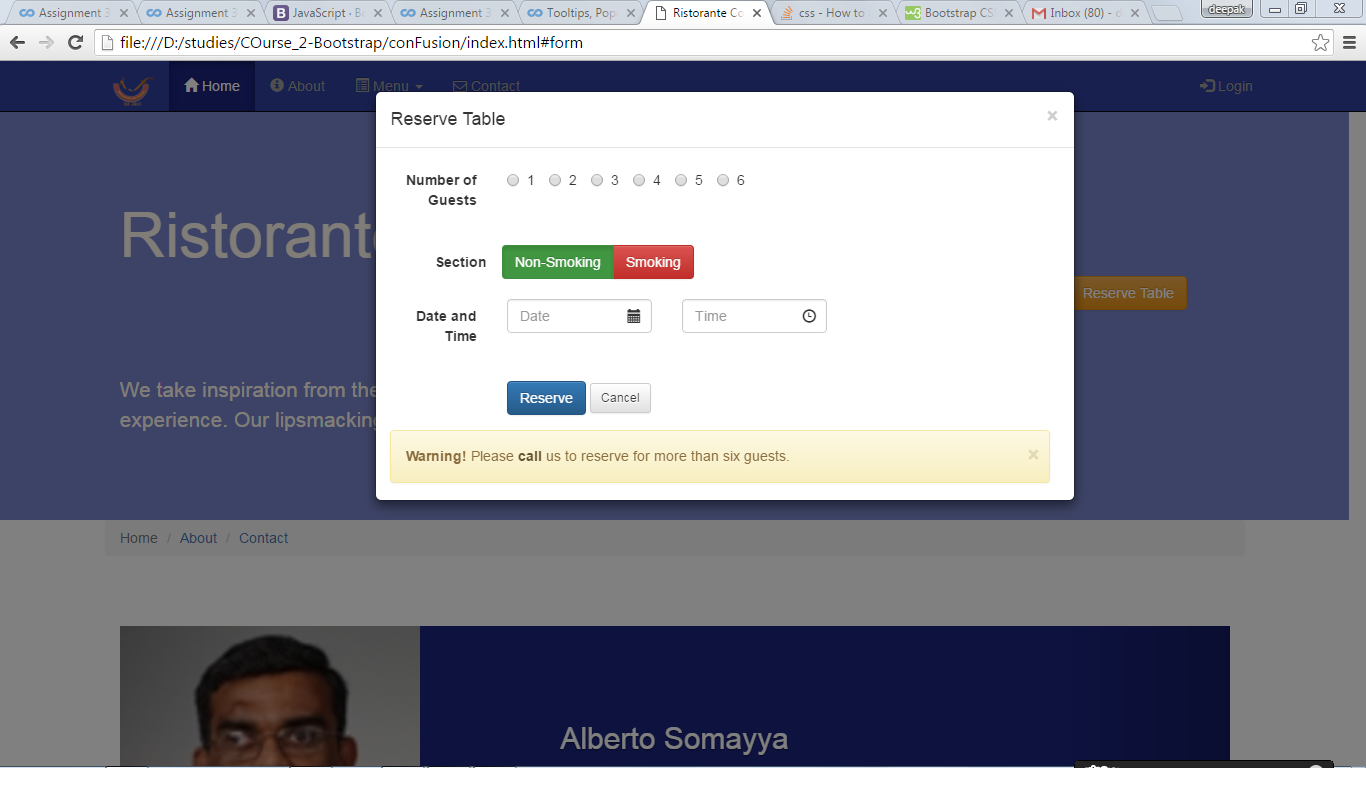 Assignment 3 Assignment 3 JavaScript · B Assignment 3 Tooltips, Pop Ristorante Co css - How to Bootstrap CS Inbox (80) - d deepak
file:///D:/studies/COurse_2-Bootstrap/conFusion/index.html#form
Home About Menu Contact Login
Reserve Table ×
Number of 1 2 3 4 5 6
Guests
Ristorant
Section Non-Smoking Smoking
Reserve Table
Date and Date Time
Time
We take inspiration from the
Reserve Cancel
experience. Our lipsmacking
Warning! Please call us to reserve for more than six guests. ×
Home / About / Contact
Alberto Somayya